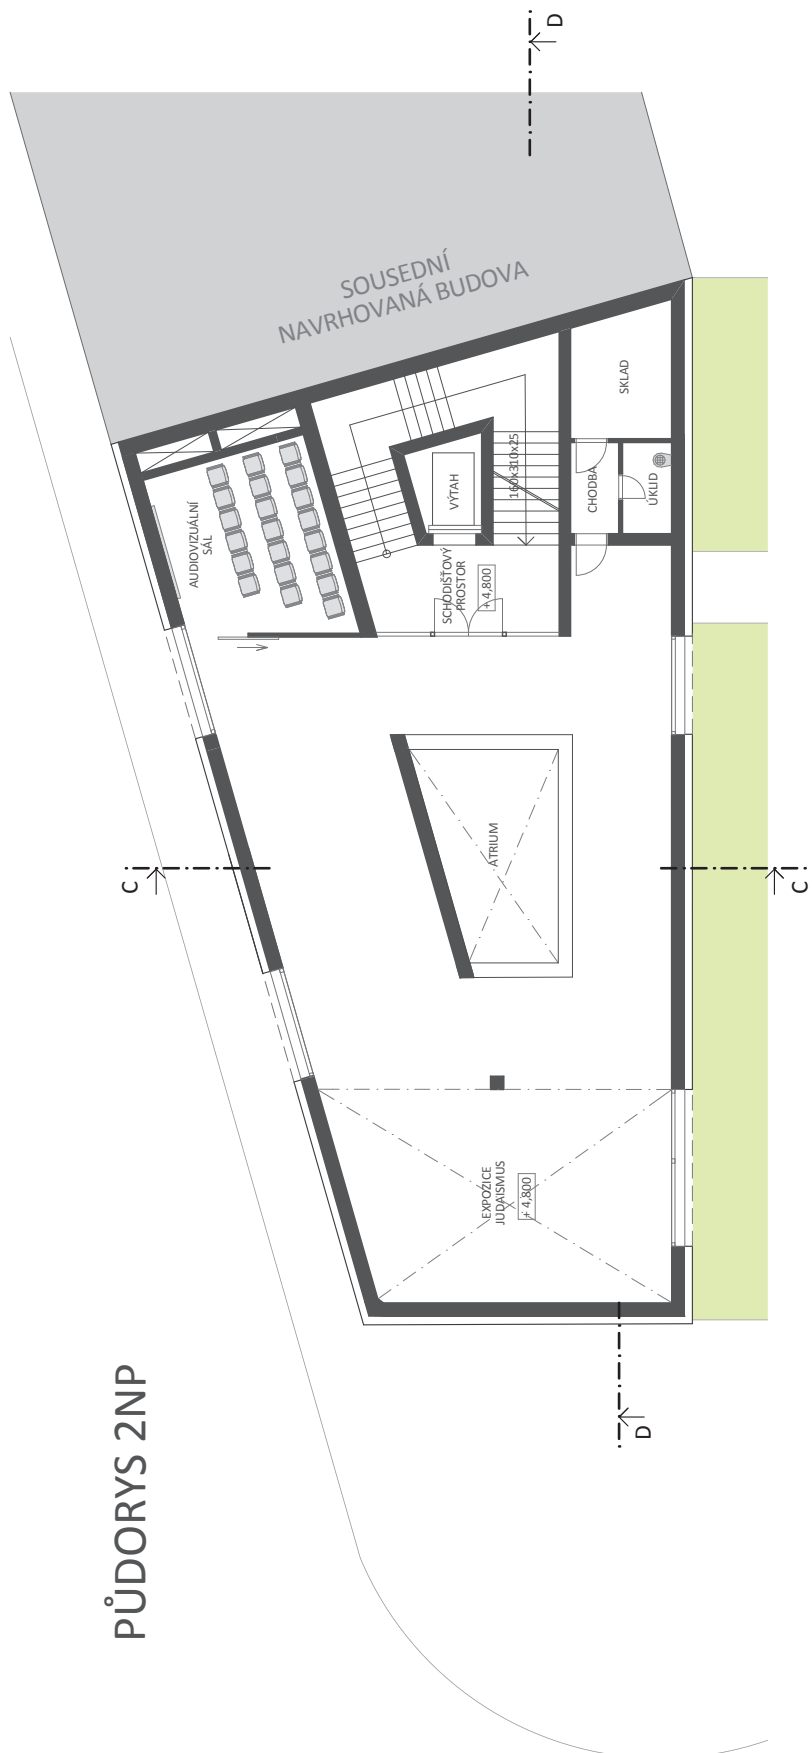 PŮDORYS 2NP
SOUSEDNÍ
NAVRHOVANÁ BUDOVA
AUDIOVIZUÁLNÍ
SÁL
SCHODIŠŤOVÝ
PROSTOR
+ 4,800
VÝTAH
160x310x25
CHODBA
ÚKLID
SKLAD
ÁTRIUM
EXPOZICE
JUDAISMUS
+ 4,800
C
C
D
D